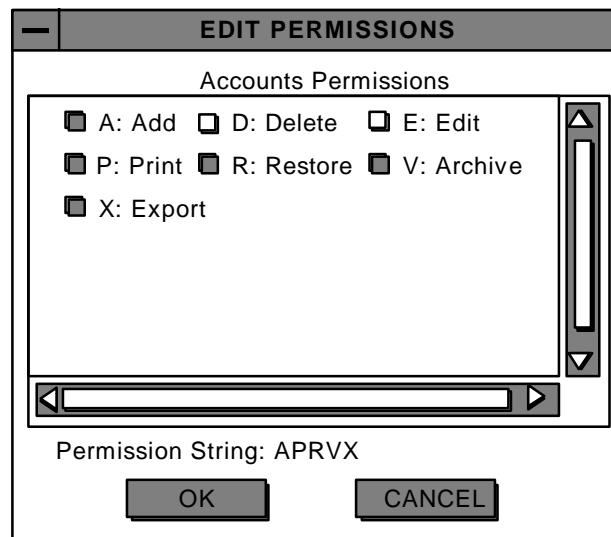 EDIT PERMISSIONS
Accounts Permissions
A: Add D: Delete E: Edit
P: Print R: Restore V: Archive
X: Export
Permission String: APRVX
OK CANCEL